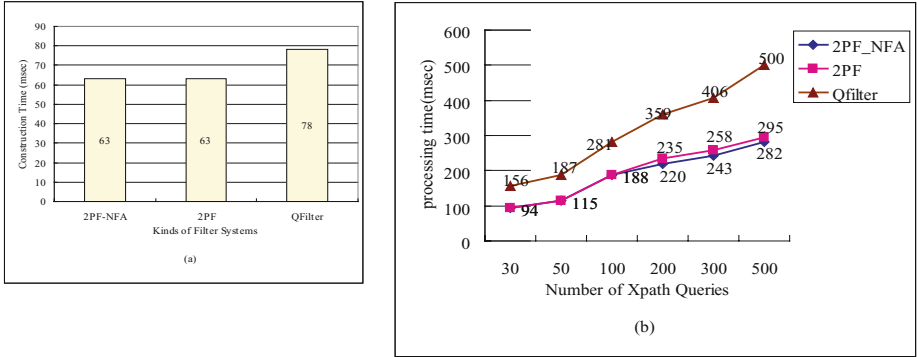 90
80
70
60
50
40
30
20
10
0
Construction Time (msec)
63
63
78
2PF-NFA 2PF QFilter
Kinds of Filter Systems
(a)
600
500
400
300
200
100
0
processing time(msec)
2PF_NFA
2PF
Qfilter
156 187 281 359 406 500
94 115 188 235 258 295
220 243 282
30 50 100 200 300 500
Number of Xpath Queries
(b)